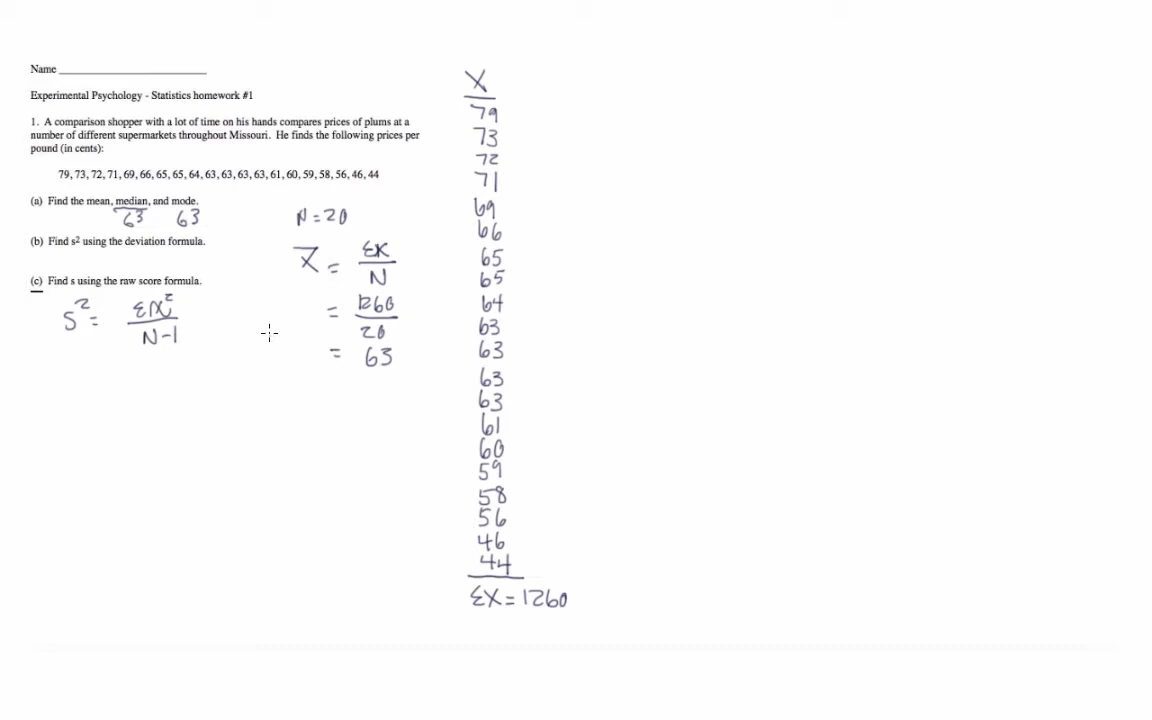 Name ____________________
Experimental Psychology - Statistics homework #1
1. A comparison shopper with a lot of time on his hands compares prices of plums at a
number of different supermarkets throughout Missouri. He finds the following prices per
pound (in cents):
79, 73, 72, 71, 69, 66, 65, 65, 64, 63, 63, 63, 63, 61, 60, 59, 58, 56, 46, 44
(a) Find the mean, median, and mode.
63 63
(b) Find s² using the deviation formula.
(c) Find s using the raw score formula.
S² = Σx²
N-1
N = 20
X̄ = ΣX
N
= 1260
20
= 63
X
79
73
72
71
69
66
65
65
64
63
63
63
63
61
60
59
58
56
46
44
ΣX = 1260